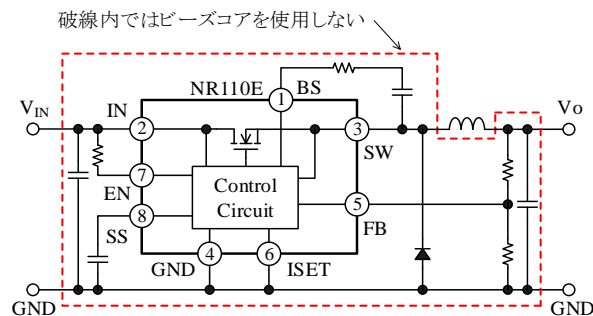 破線内ではビーズコアを使用しない
NR110E
1
BS
VIN
IN
2
3
SW
Vo
EN
7
Control
Circuit
5
FB
SS
8
GND
4
6
ISET
GND
GND